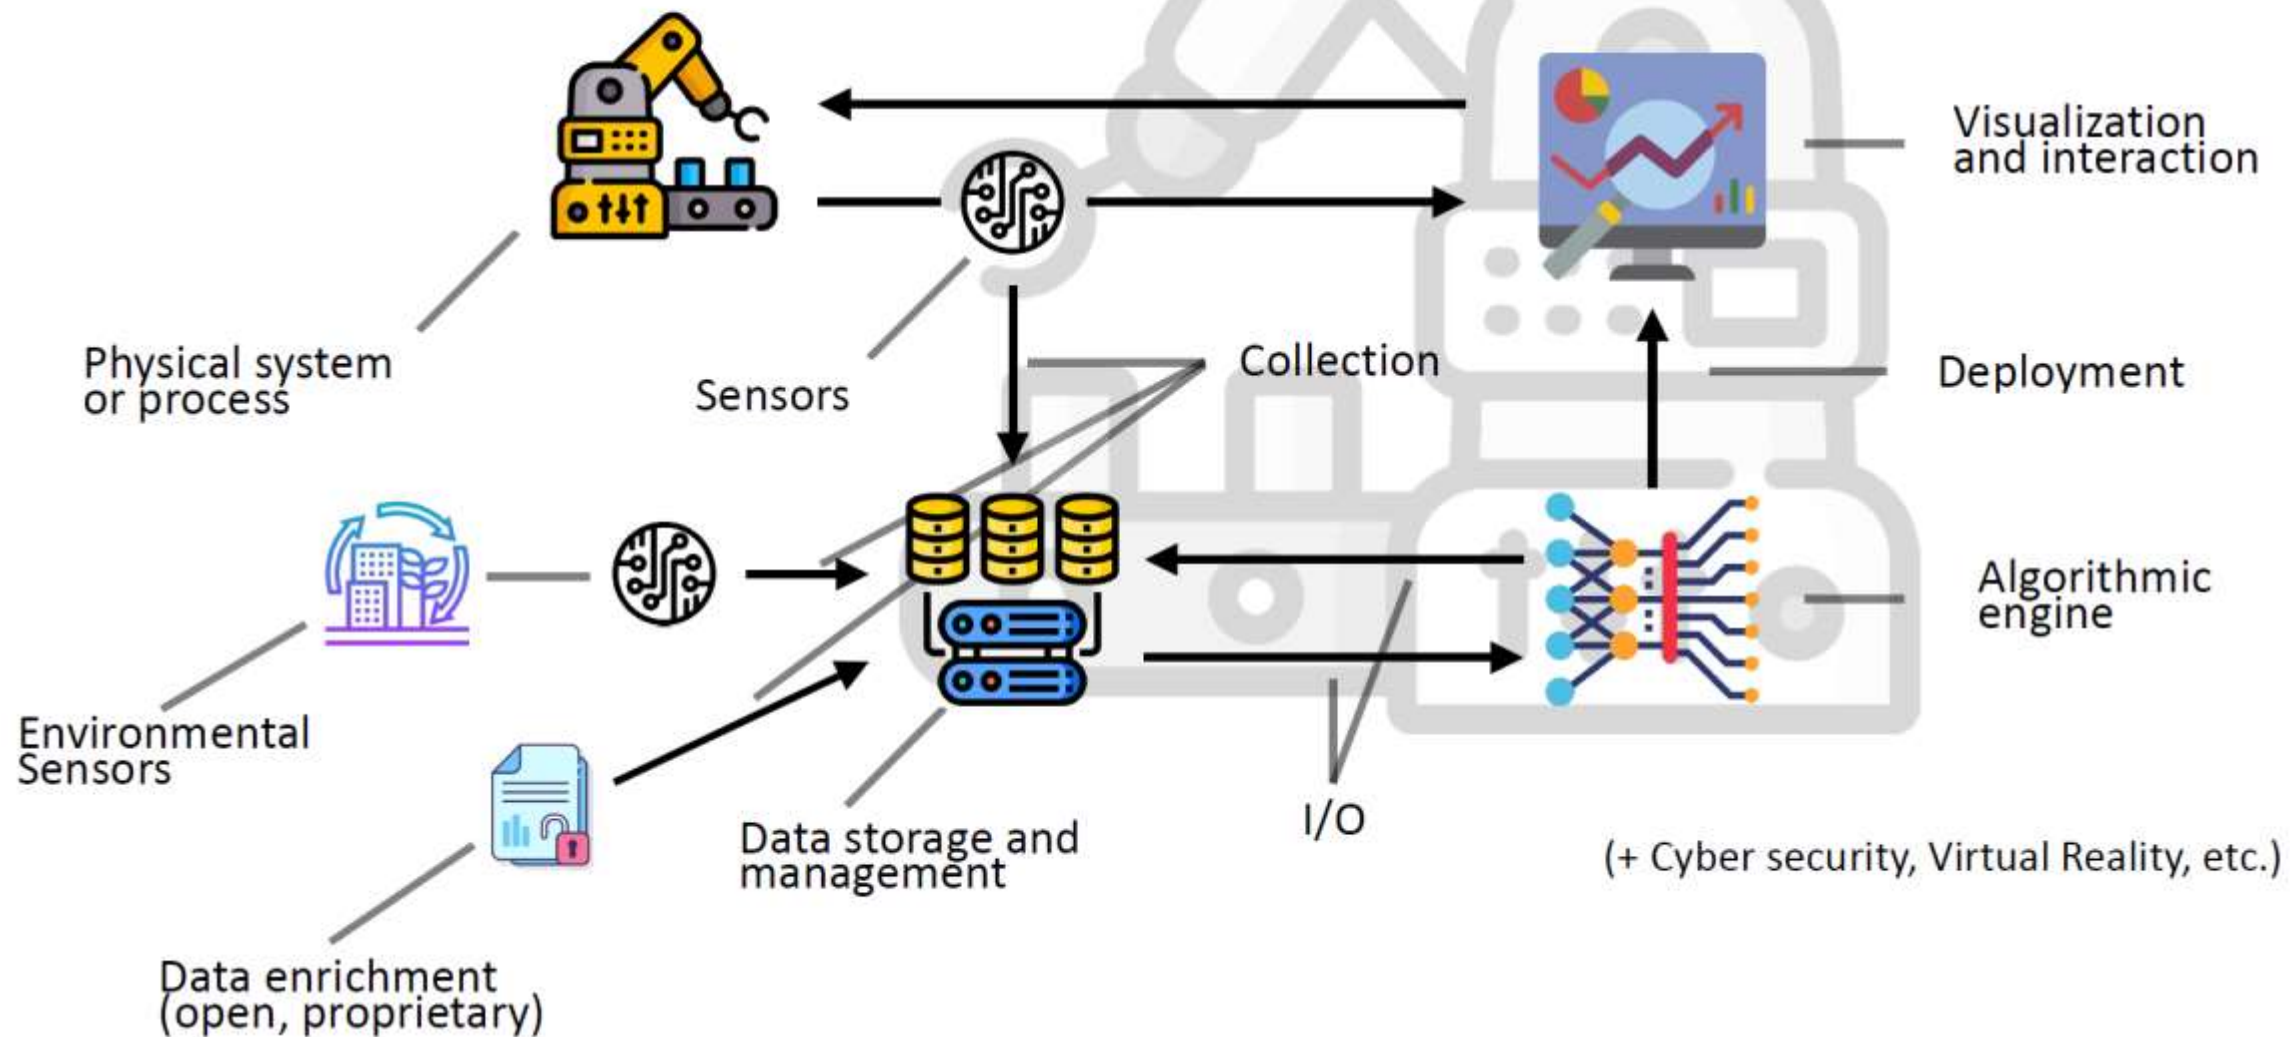 Visualization
and interaction
Physical system
or process
Sensors
Collection
Deployment
Environmental
Sensors
Algorithmic
engine
Data storage and
management
I/O
(+ Cyber security, Virtual Reality, etc.)
Data enrichment
(open, proprietary)